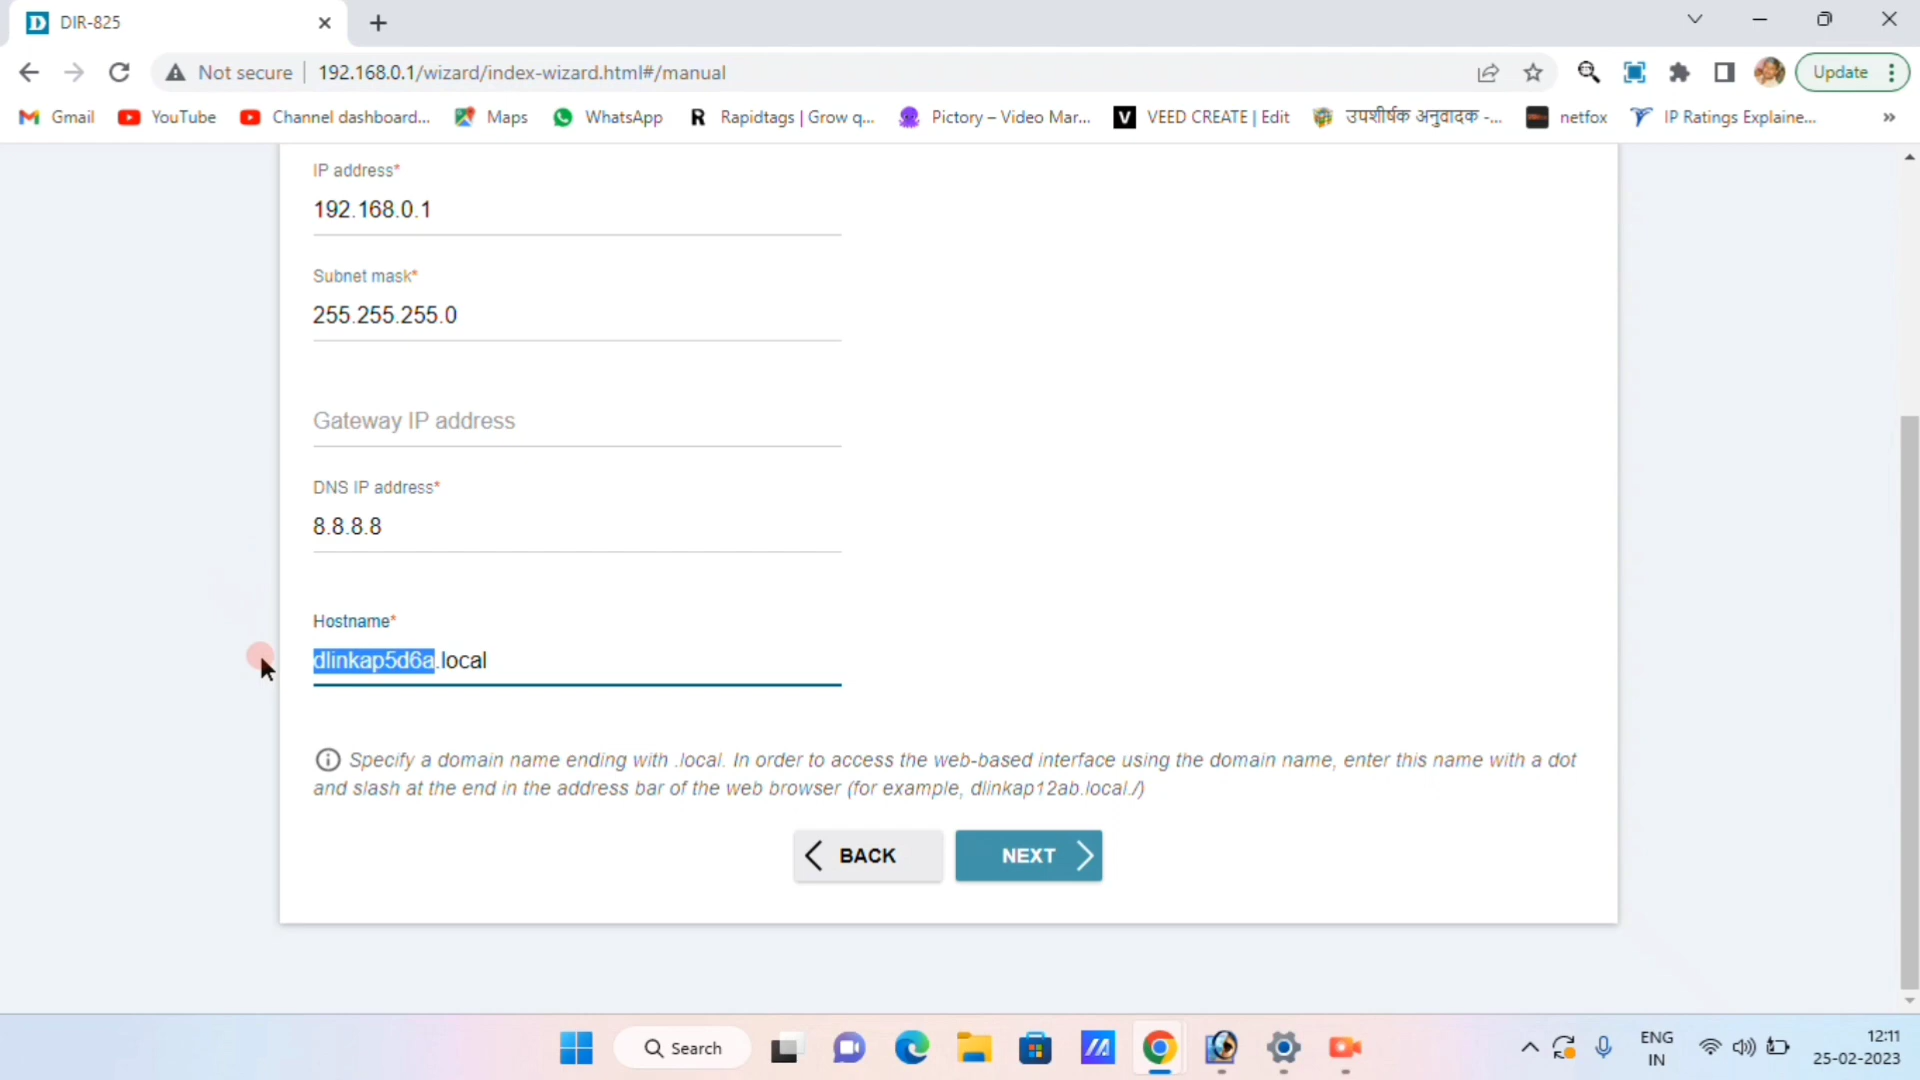 DIR-825
Not secure 192.168.0.1/wizard/index-wizard.html#/manual
Update
Gmail YouTube Channel dashboard... Maps WhatsApp R Rapidtags | Grow q... Pictory – Video Mar... V VEED CREATE | Edit उपशीर्षक अनुवादक -... netfox IP Ratings Explaine... »
IP address*
192.168.0.1
Subnet mask*
255.255.255.0
Gateway IP address
DNS IP address*
8.8.8.8
Hostname*
dlinkap5d6a.local
Specify a domain name ending with .local. In order to access the web-based interface using the domain name, enter this name with a dot
and slash at the end in the address bar of the web browser (for example, dlinkap12ab.local./)
BACK NEXT
Search
ENG
IN
12:11
25-02-2023